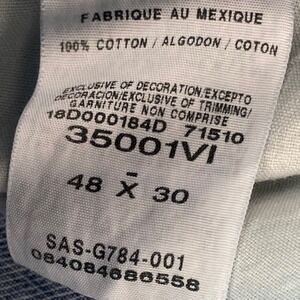 FABRIQUE AU MEXIQUE
100% COTTON / ALGODON / COTON
EXCLUSIVE OF DECORATION/EXCEPTO
DECORACION/EXCLUSIVE OF TRIMMING/
GARNITURE NON COMPRISE
18D000184D 71510
35001VI
-
48 X 30
SAS-G784-001
084084686558